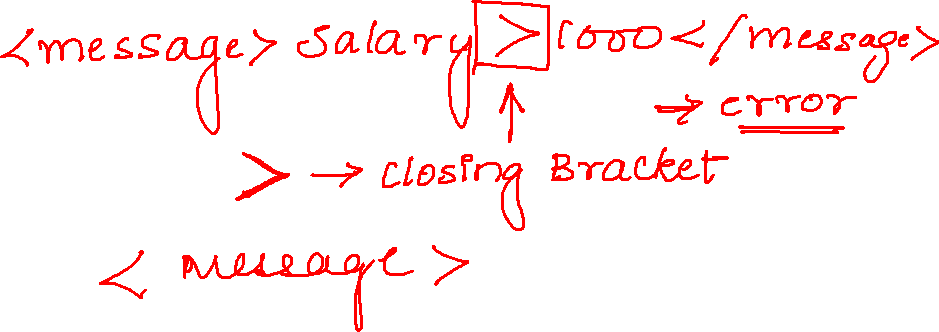 <message> Salary > 1000 </message>
→ error
> → Closing Bracket
< message >